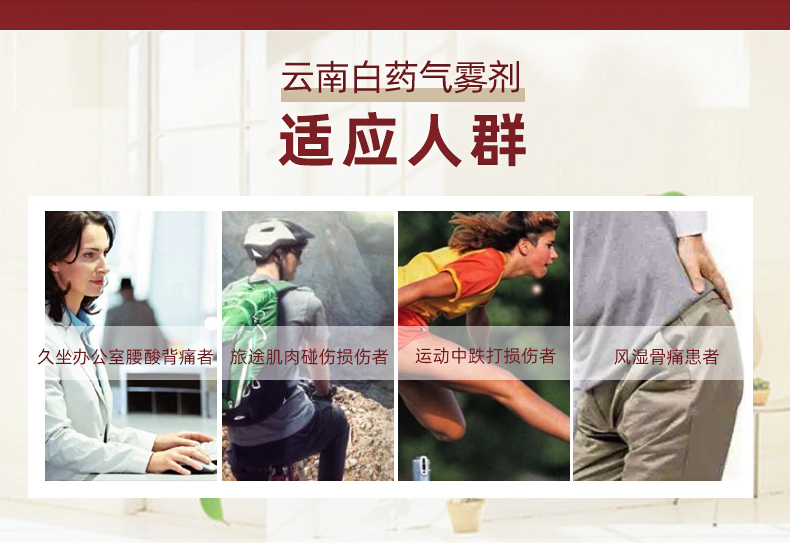 云南白药气雾剂
适应人群
久坐办公室腰酸背痛者
旅途肌肉碰伤损伤者
运动中跌打损伤者
风湿骨痛患者